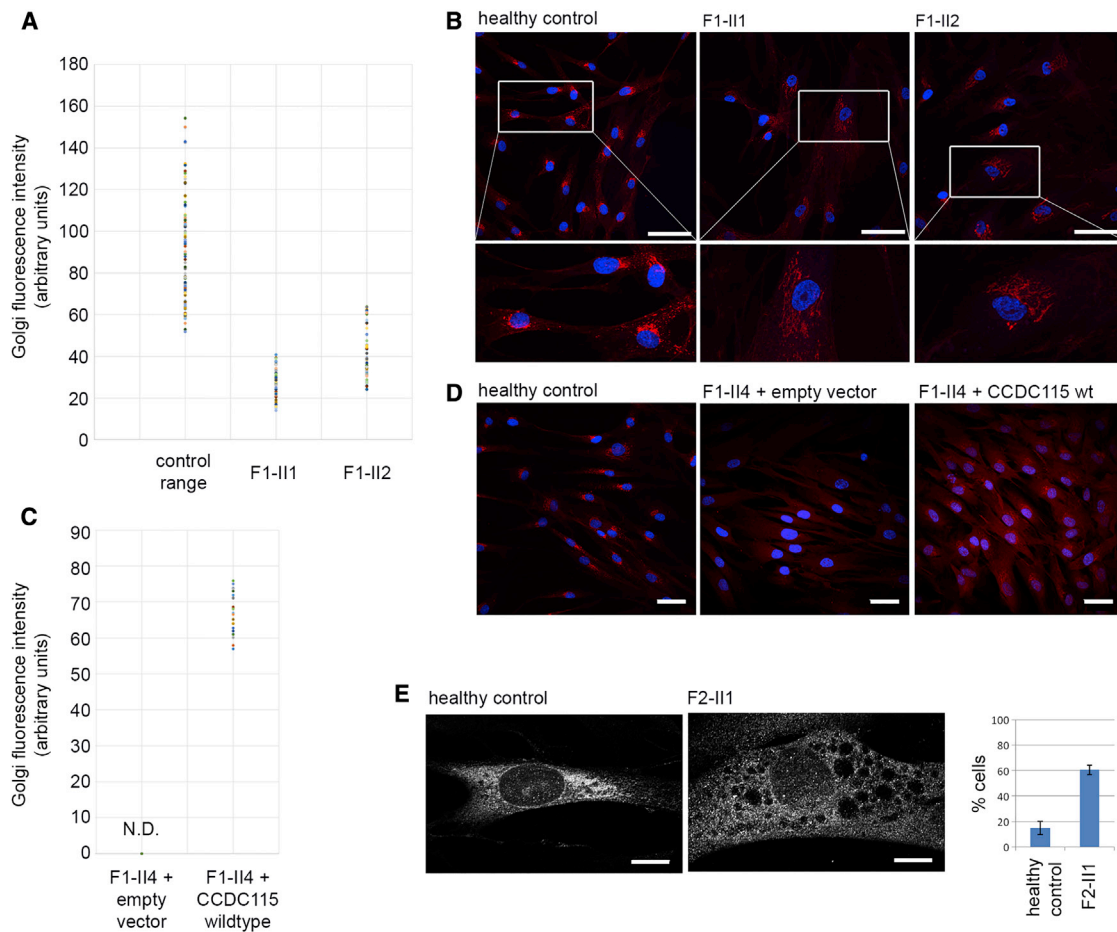 A
Golgi fluorescence intensity
(arbitrary units)
180
160
140
120
100
80
60
40
20
0
control
range
F1-II1
F1-II2
B
healthy control
F1-II1
F1-II2
C
Golgi fluorescence intensity
(arbitrary units)
90
80
70
60
50
40
30
20
10
0
N.D.
F1-II4 +
empty
vector
F1-II4 +
CCDC115
wildtype
D
healthy control
F1-II4 + empty vector
F1-II4 + CCDC115 wt
E
healthy control
F2-II1
% cells
100
80
60
40
20
0
healthy
control
F2-II1